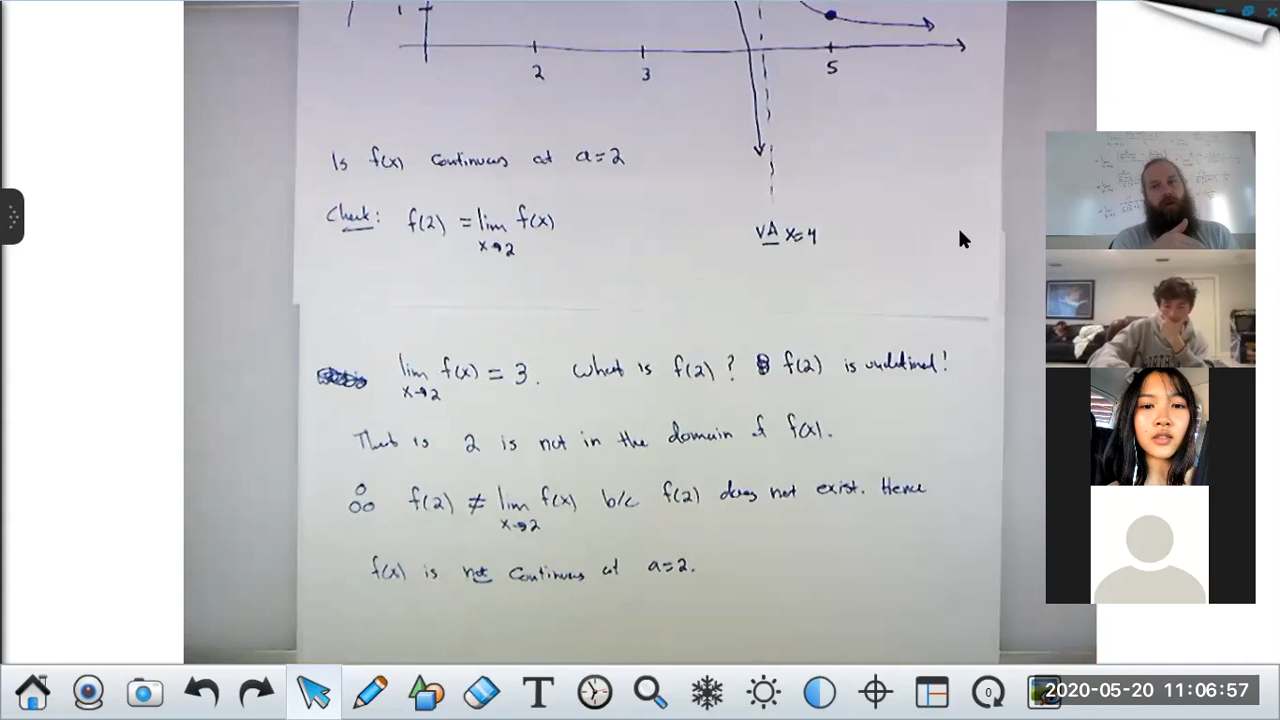 1
2 3 5
Is f(x) continuous at a=2
Check: f(2) = lim f(x)
x→2
VA x=4
lim f(x) = 3. What is f(2)? f(2) is undefined!
x→2
That is 2 is not in the domain of f(x).
∴ f(2) ≠ lim f(x) b/c f(2) does not exist. Hence
x→2
f(x) is not continuous at a=2.
T
0
2020-05-20 11:06:57